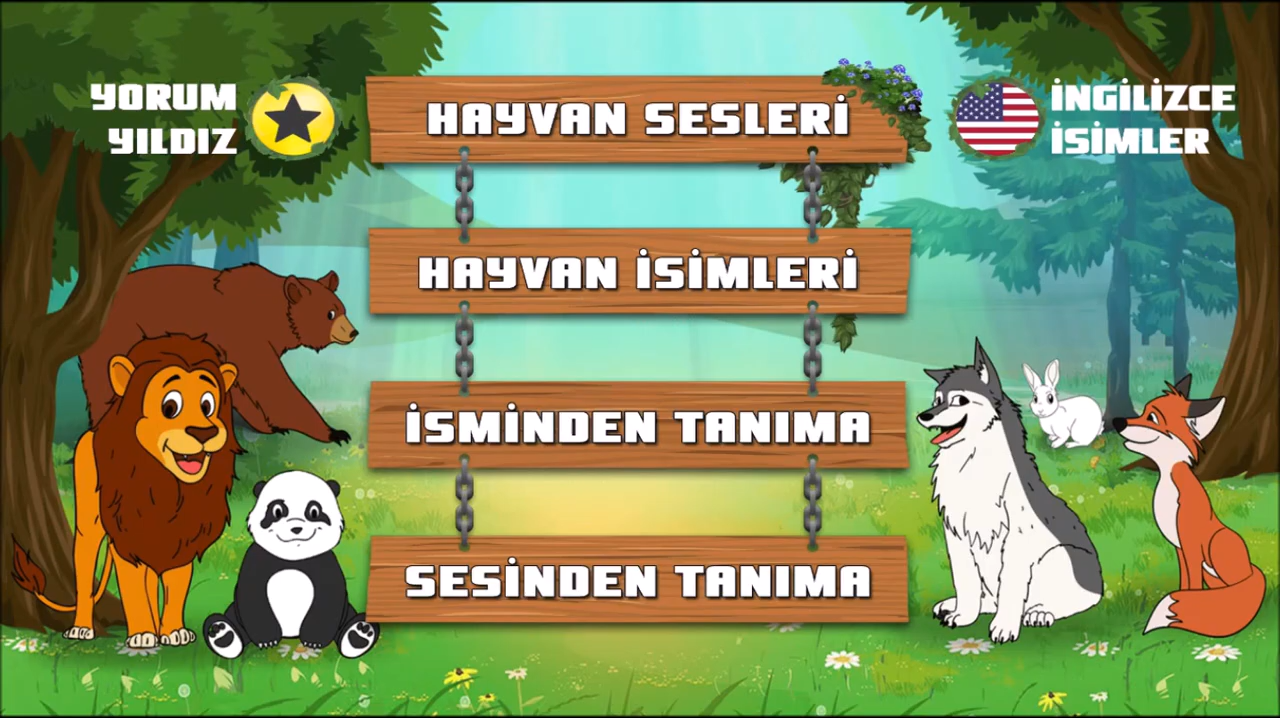 YORUM
YILDIZ
HAYVAN SESLERİ
İNGİLİZCE
İSİMLER
HAYVAN İSİMLERİ
İSMİNDEN TANIMA
SESİNDEN TANIMA